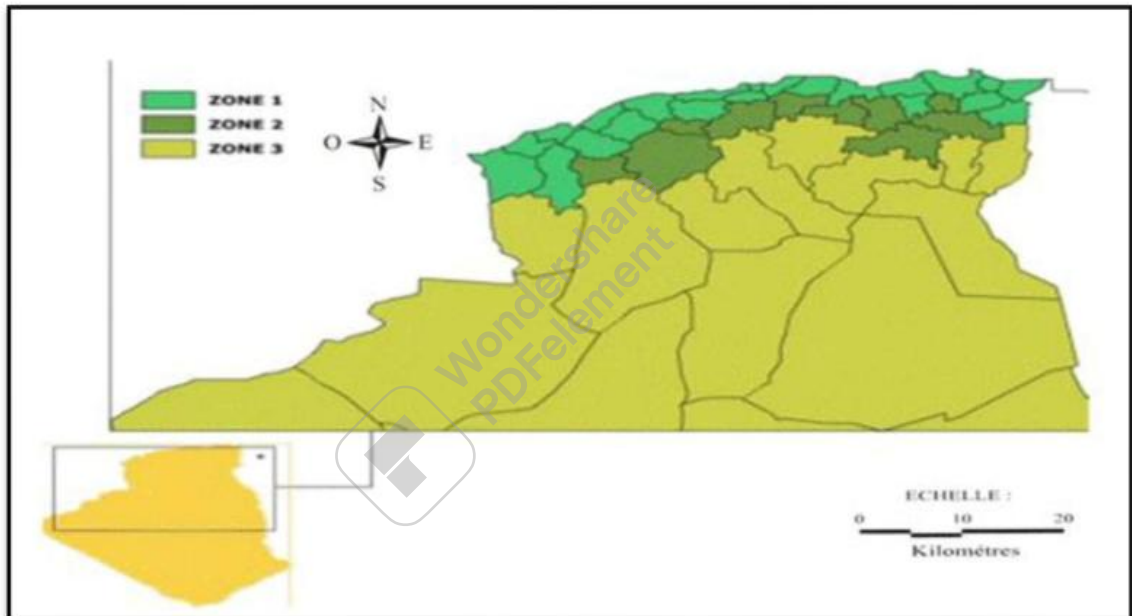 ZONE 1
ZONE 2
ZONE 3
N
O E
S
Wondershare
PDFelement
ECHELLE :
0 10 20
Kilométres